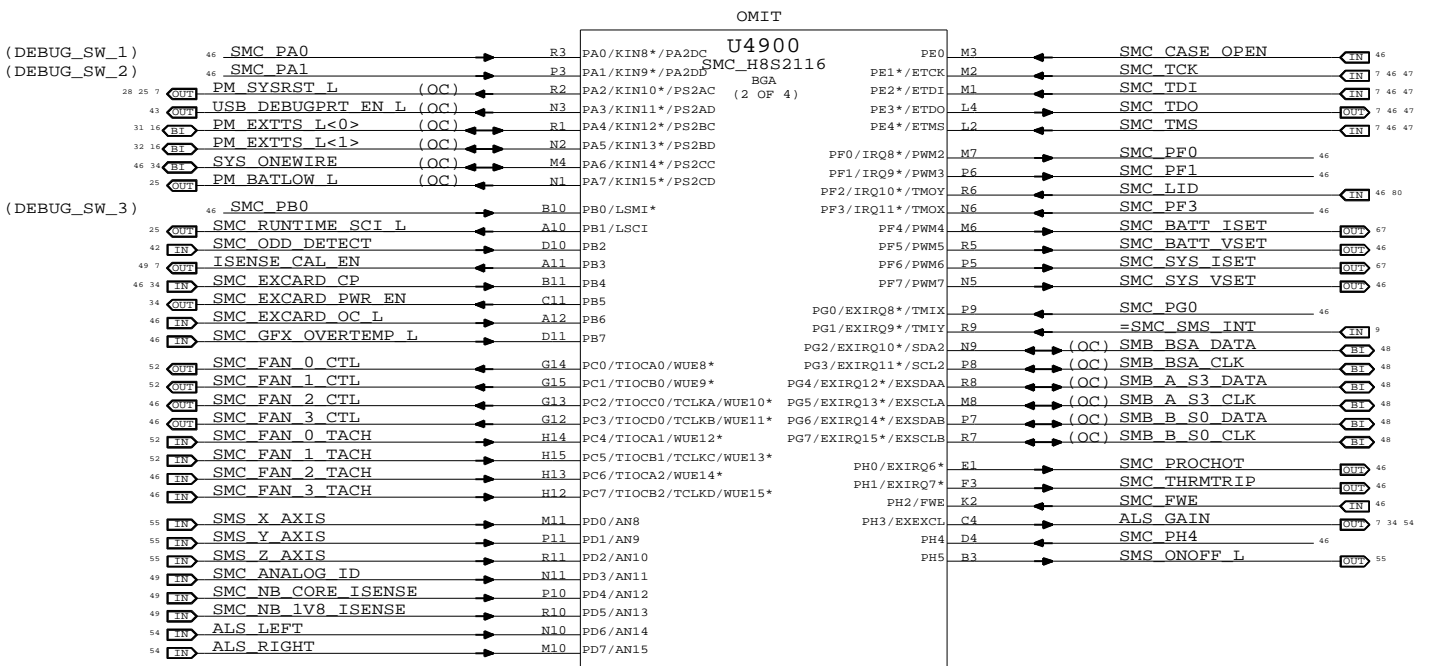 OMIT
U4900
SMC_H8S2116
BGA
(2 OF 4)
(DEBUG_SW_1) 46 SMC_PA0 R3 PA0/KIN8*/PA2DC
(DEBUG_SW_2) 46 SMC_PA1 P3 PA1/KIN9*/PA2DD
28 25 7 OUT PM_SYSRST_L (OC) R2 PA2/KIN10*/PS2AC
43 OUT USB_DEBUGPRT_EN_L (OC) N3 PA3/KIN11*/PS2AD
31 16 BI PM_EXTTS_L<0> (OC) R1 PA4/KIN12*/PS2BC
32 16 BI PM_EXTTS_L<1> (OC) N2 PA5/KIN13*/PS2BD
46 34 BI SYS_ONEWIRE (OC) M4 PA6/KIN14*/PS2CC
25 OUT PM_BATLOW_L (OC) N1 PA7/KIN15*/PS2CD
(DEBUG_SW_3) 46 SMC_PB0 B10 PB0/LSMI*
25 OUT SMC_RUNTIME_SCI_L A10 PB1/LSCI
42 IN SMC_ODD_DETECT D10 PB2
49 7 OUT ISENSE_CAL_EN A11 PB3
46 34 IN SMC_EXCARD_CP B11 PB4
34 OUT SMC_EXCARD_PWR_EN C11 PB5
46 IN SMC_EXCARD_OC_L A12 PB6
46 IN SMC_GFX_OVERTEMP_L D11 PB7
52 OUT SMC_FAN_0_CTL G14 PC0/TIOCA0/WUE8*
52 OUT SMC_FAN_1_CTL G15 PC1/TIOCB0/WUE9*
46 OUT SMC_FAN_2_CTL G13 PC2/TIOCC0/TCLKA/WUE10*
46 OUT SMC_FAN_3_CTL G12 PC3/TIOCD0/TCLKB/WUE11*
52 IN SMC_FAN_0_TACH H14 PC4/TIOCA1/WUE12*
52 IN SMC_FAN_1_TACH H15 PC5/TIOCB1/TCLKC/WUE13*
46 IN SMC_FAN_2_TACH H13 PC6/TIOCA2/WUE14*
46 IN SMC_FAN_3_TACH H12 PC7/TIOCB2/TCLKD/WUE15*
55 IN SMS_X_AXIS M11 PD0/AN8
55 IN SMS_Y_AXIS P11 PD1/AN9
55 IN SMS_Z_AXIS R11 PD2/AN10
49 IN SMC_ANALOG_ID N11 PD3/AN11
49 IN SMC_NB_CORE_ISENSE P10 PD4/AN12
49 IN SMC_NB_1V8_ISENSE R10 PD5/AN13
54 IN ALS_LEFT N10 PD6/AN14
54 IN ALS_RIGHT M10 PD7/AN15
PE0 M3 SMC_CASE_OPEN IN 46
PE1*/ETCK M2 SMC_TCK IN 7 46 47
PE2*/ETDI M1 SMC_TDI IN 7 46 47
PE3*/ETDO L4 SMC_TDO OUT 7 46 47
PE4*/ETMS L2 SMC_TMS IN 7 46 47
PF0/IRQ8*/PWM2 M7 SMC_PF0 46
PF1/IRQ9*/PWM3 P6 SMC_PF1 46
PF2/IRQ10*/TMOY R6 SMC_LID IN 46 80
PF3/IRQ11*/TMOX N6 SMC_PF3 46
PF4/PWM4 M6 SMC_BATT_ISET OUT 67
PF5/PWM5 R5 SMC_BATT_VSET OUT 46
PF6/PWM6 P5 SMC_SYS_ISET OUT 67
PF7/PWM7 N5 SMC_SYS_VSET OUT 46
PG0/EXIRQ8*/TMIX P9 SMC_PG0 46
PG1/EXIRQ9*/TMIY R9 =SMC_SMS_INT IN 9
PG2/EXIRQ10*/SDA2 N9 (OC) SMB_BSA_DATA BI 48
PG3/EXIRQ11*/SCL2 P8 (OC) SMB_BSA_CLK BI 48
PG4/EXIRQ12*/EXSDAA R8 (OC) SMB_A_S3_DATA BI 48
PG5/EXIRQ13*/EXSCLA M8 (OC) SMB_A_S3_CLK BI 48
PG6/EXIRQ14*/EXSDAB P7 (OC) SMB_B_S0_DATA BI 48
PG7/EXIRQ15*/EXSCLB R7 (OC) SMB_B_S0_CLK BI 48
PH0/EXIRQ6* E1 SMC_PROCHOT OUT 46
PH1/EXIRQ7* F3 SMC_THRMTRIP OUT 46
PH2/FWE K2 SMC_FWE IN 46
PH3/EXEXCL C4 ALS_GAIN OUT 7 34 54
PH4 D4 SMC_PH4 46
PH5 B3 SMS_ONOFF_L OUT 55